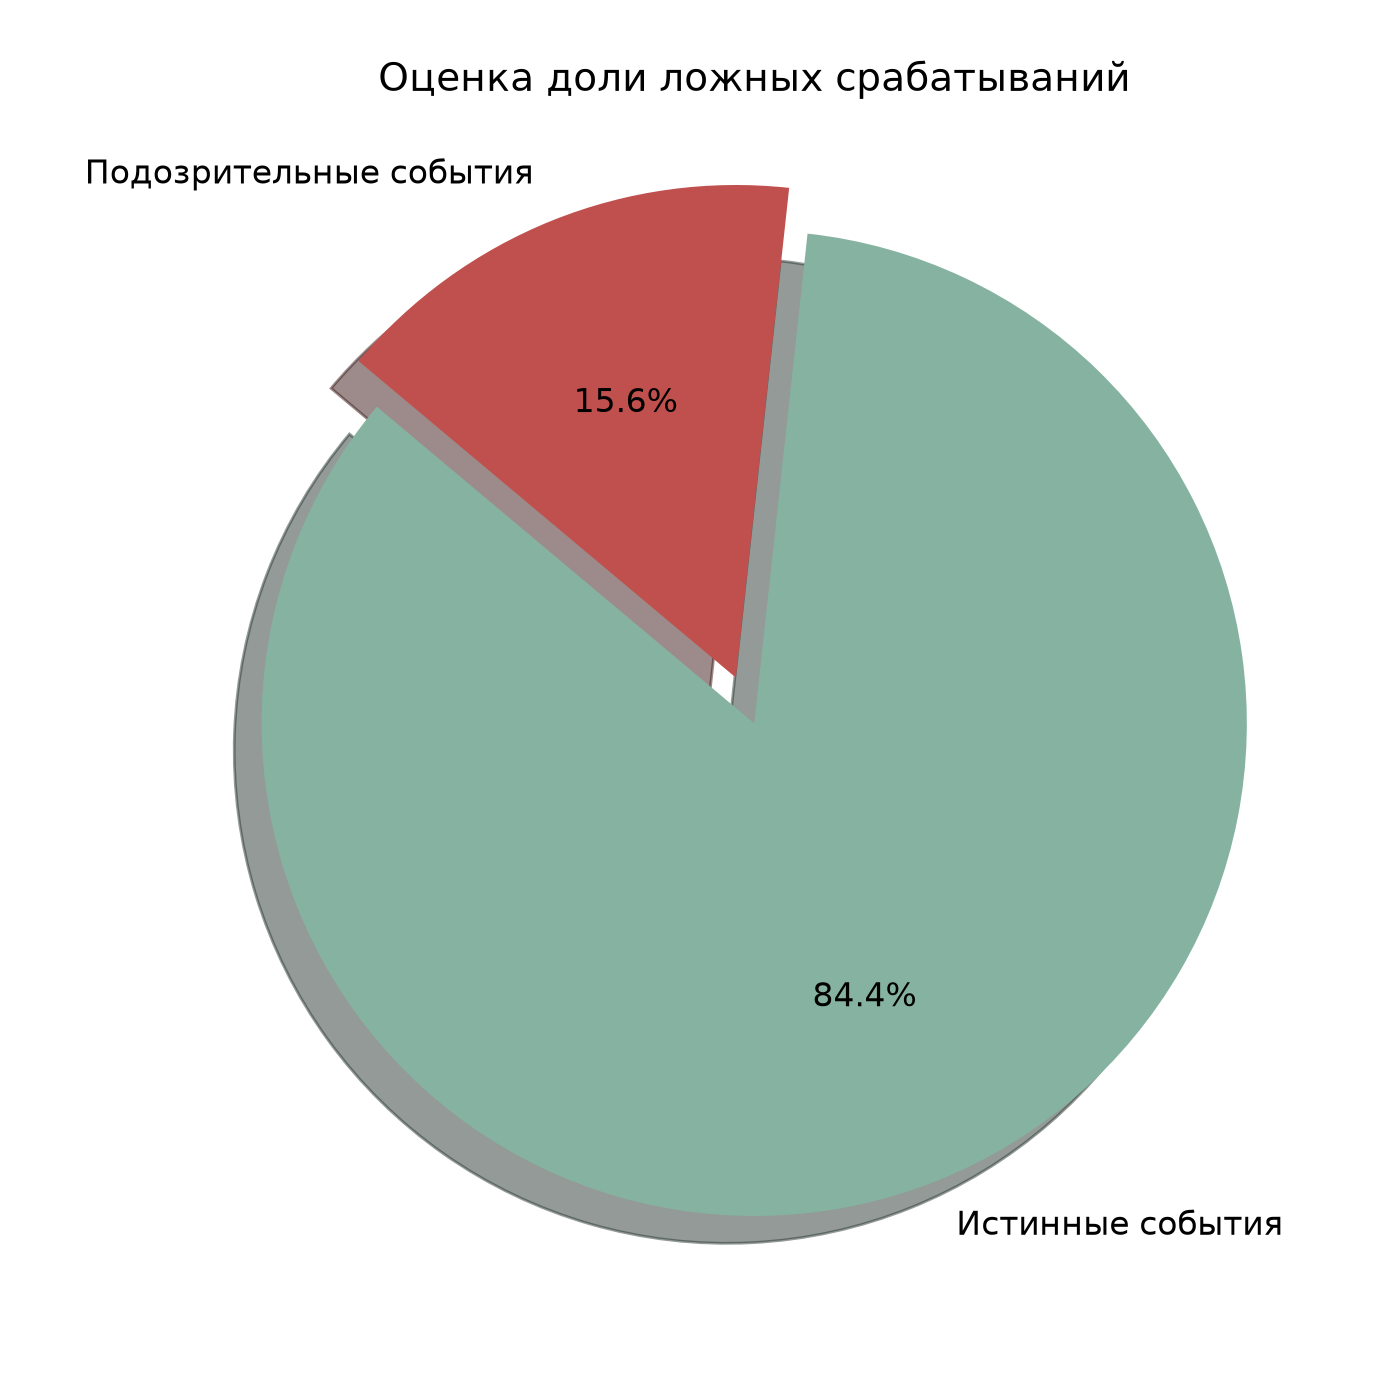 Оценка доли ложных срабатываний
Подозрительные события
15.6%
84.4%
Истинные события